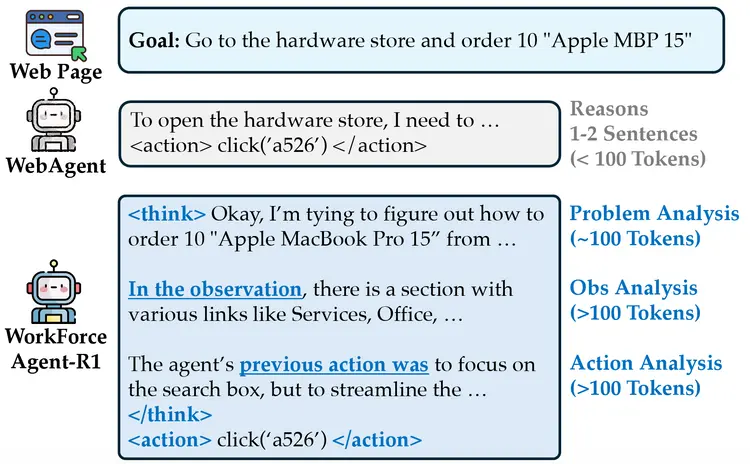 Goal: Go to the hardware store and order 10 "Apple MBP 15"
Web Page
To open the hardware store, I need to …
<action> click('a526') </action>
WebAgent
Reasons
1-2 Sentences
(< 100 Tokens)
<think> Okay, I'm tying to figure out how to
order 10 "Apple MacBook Pro 15” from …
Problem Analysis
(~100 Tokens)
In the observation, there is a section with
various links like Services, Office, …
Obs Analysis
(>100 Tokens)
WorkForce
Agent-R1
The agent's previous action was to focus on
the search box, but to streamline the …
</think>
<action> click('a526') </action>
Action Analysis
(>100 Tokens)